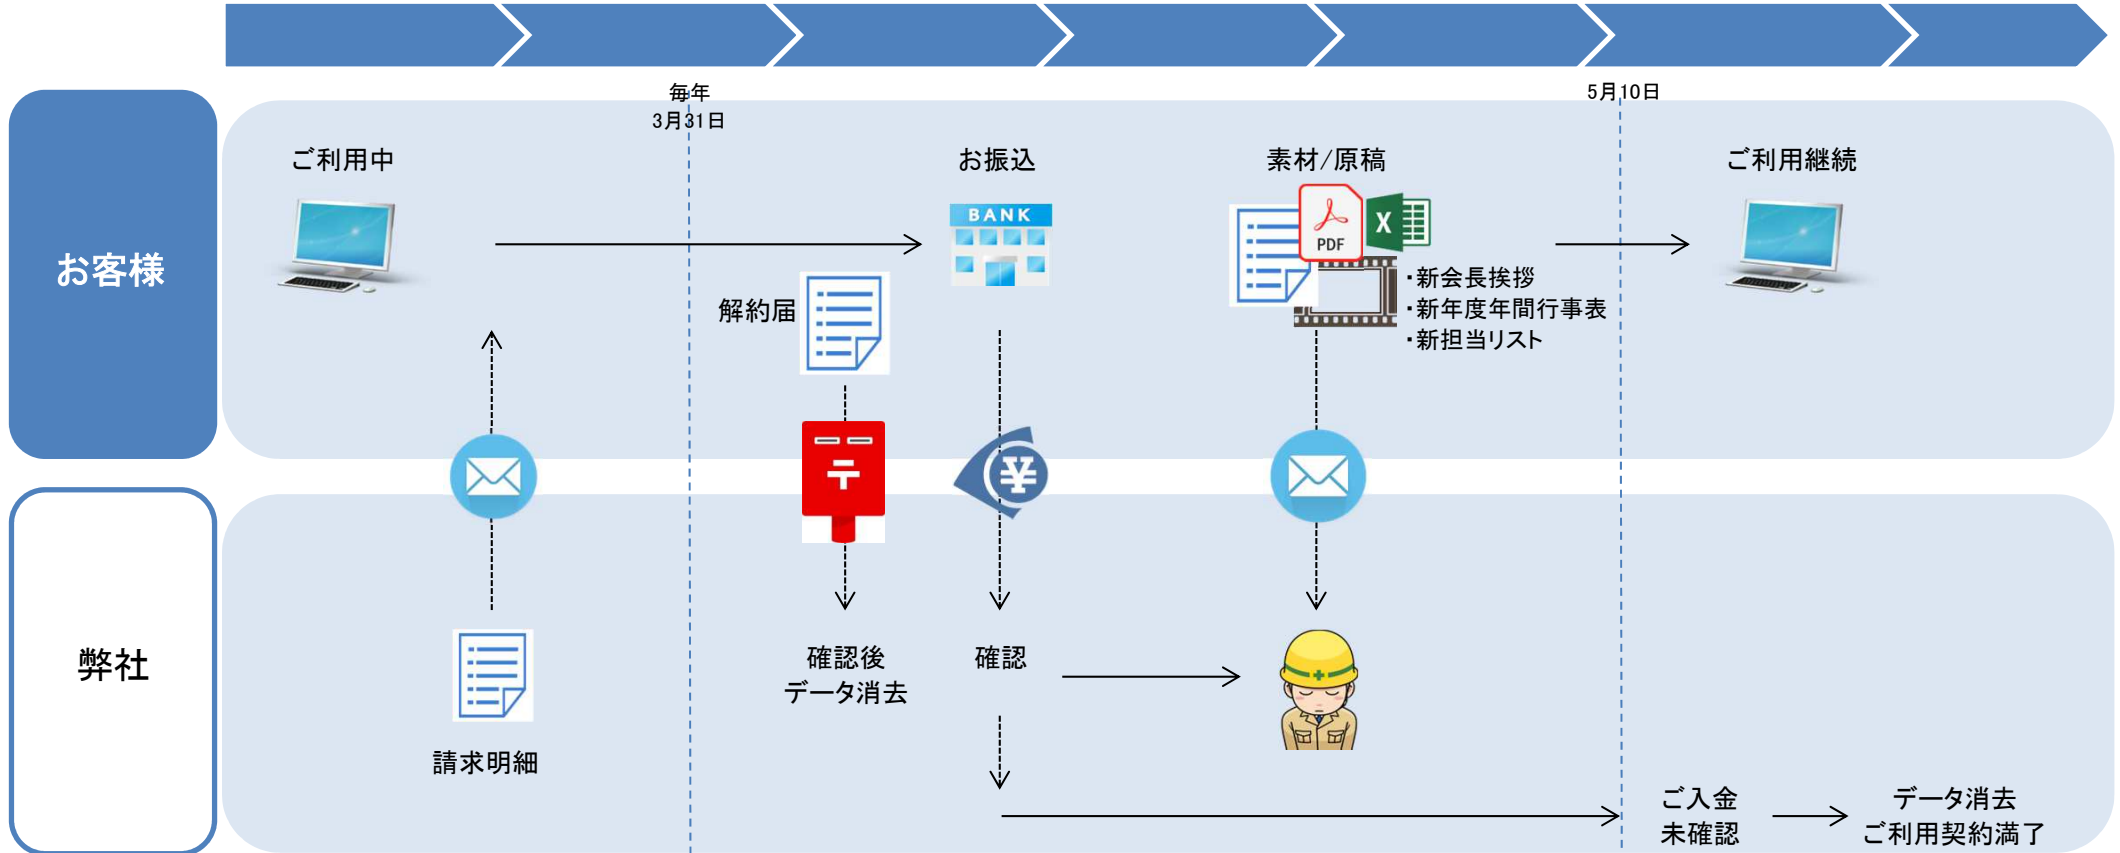 毎年
3月31日
5月10日
お客様
ご利用中
お振込
BANK
素材/原稿
PDF
X
・新会長挨拶
・新年度年間行事表
・新担当リスト
ご利用継続
解約届
〒
¥
弊社
請求明細
確認後
データ消去
確認
ご入金
未確認
データ消去
ご利用契約満了